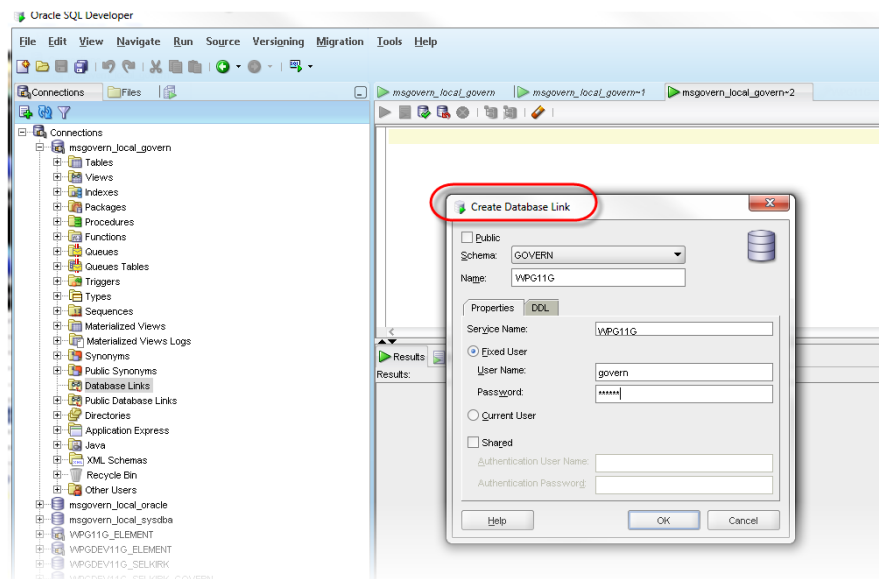 Oracle SQL Developer
File Edit View Navigate Run Source Versioning Migration Tools Help
Connections Files
msgovern_local_govern msgovern_local_govern~1 msgovern_local_govern~2
Connections
msgovern_local_govern
Tables
Views
Indexes
Packages
Procedures
Functions
Queues
Queues Tables
Triggers
Types
Sequences
Materialized Views
Materialized Views Logs
Synonyms
Public Synonyms
Database Links
Public Database Links
Directories
Application Express
Java
XML Schemas
Recycle Bin
Other Users
msgovern_local_oracle
msgovern_local_sysdba
WPG11G_ELEMENT
WPGDEV11G_ELEMENT
WPGDEV11G_SELKIRK
WPGDEV11G_SELKIRK_GOVERN
Results
Results:
Create Database Link
Public
Schema: GOVERN
Name: WPG11G
Properties DDL
Service Name: WPG11G
Fixed User
User Name: govern
Password: ******
Current User
Shared
Authentication User Name:
Authentication Password:
Help OK Cancel